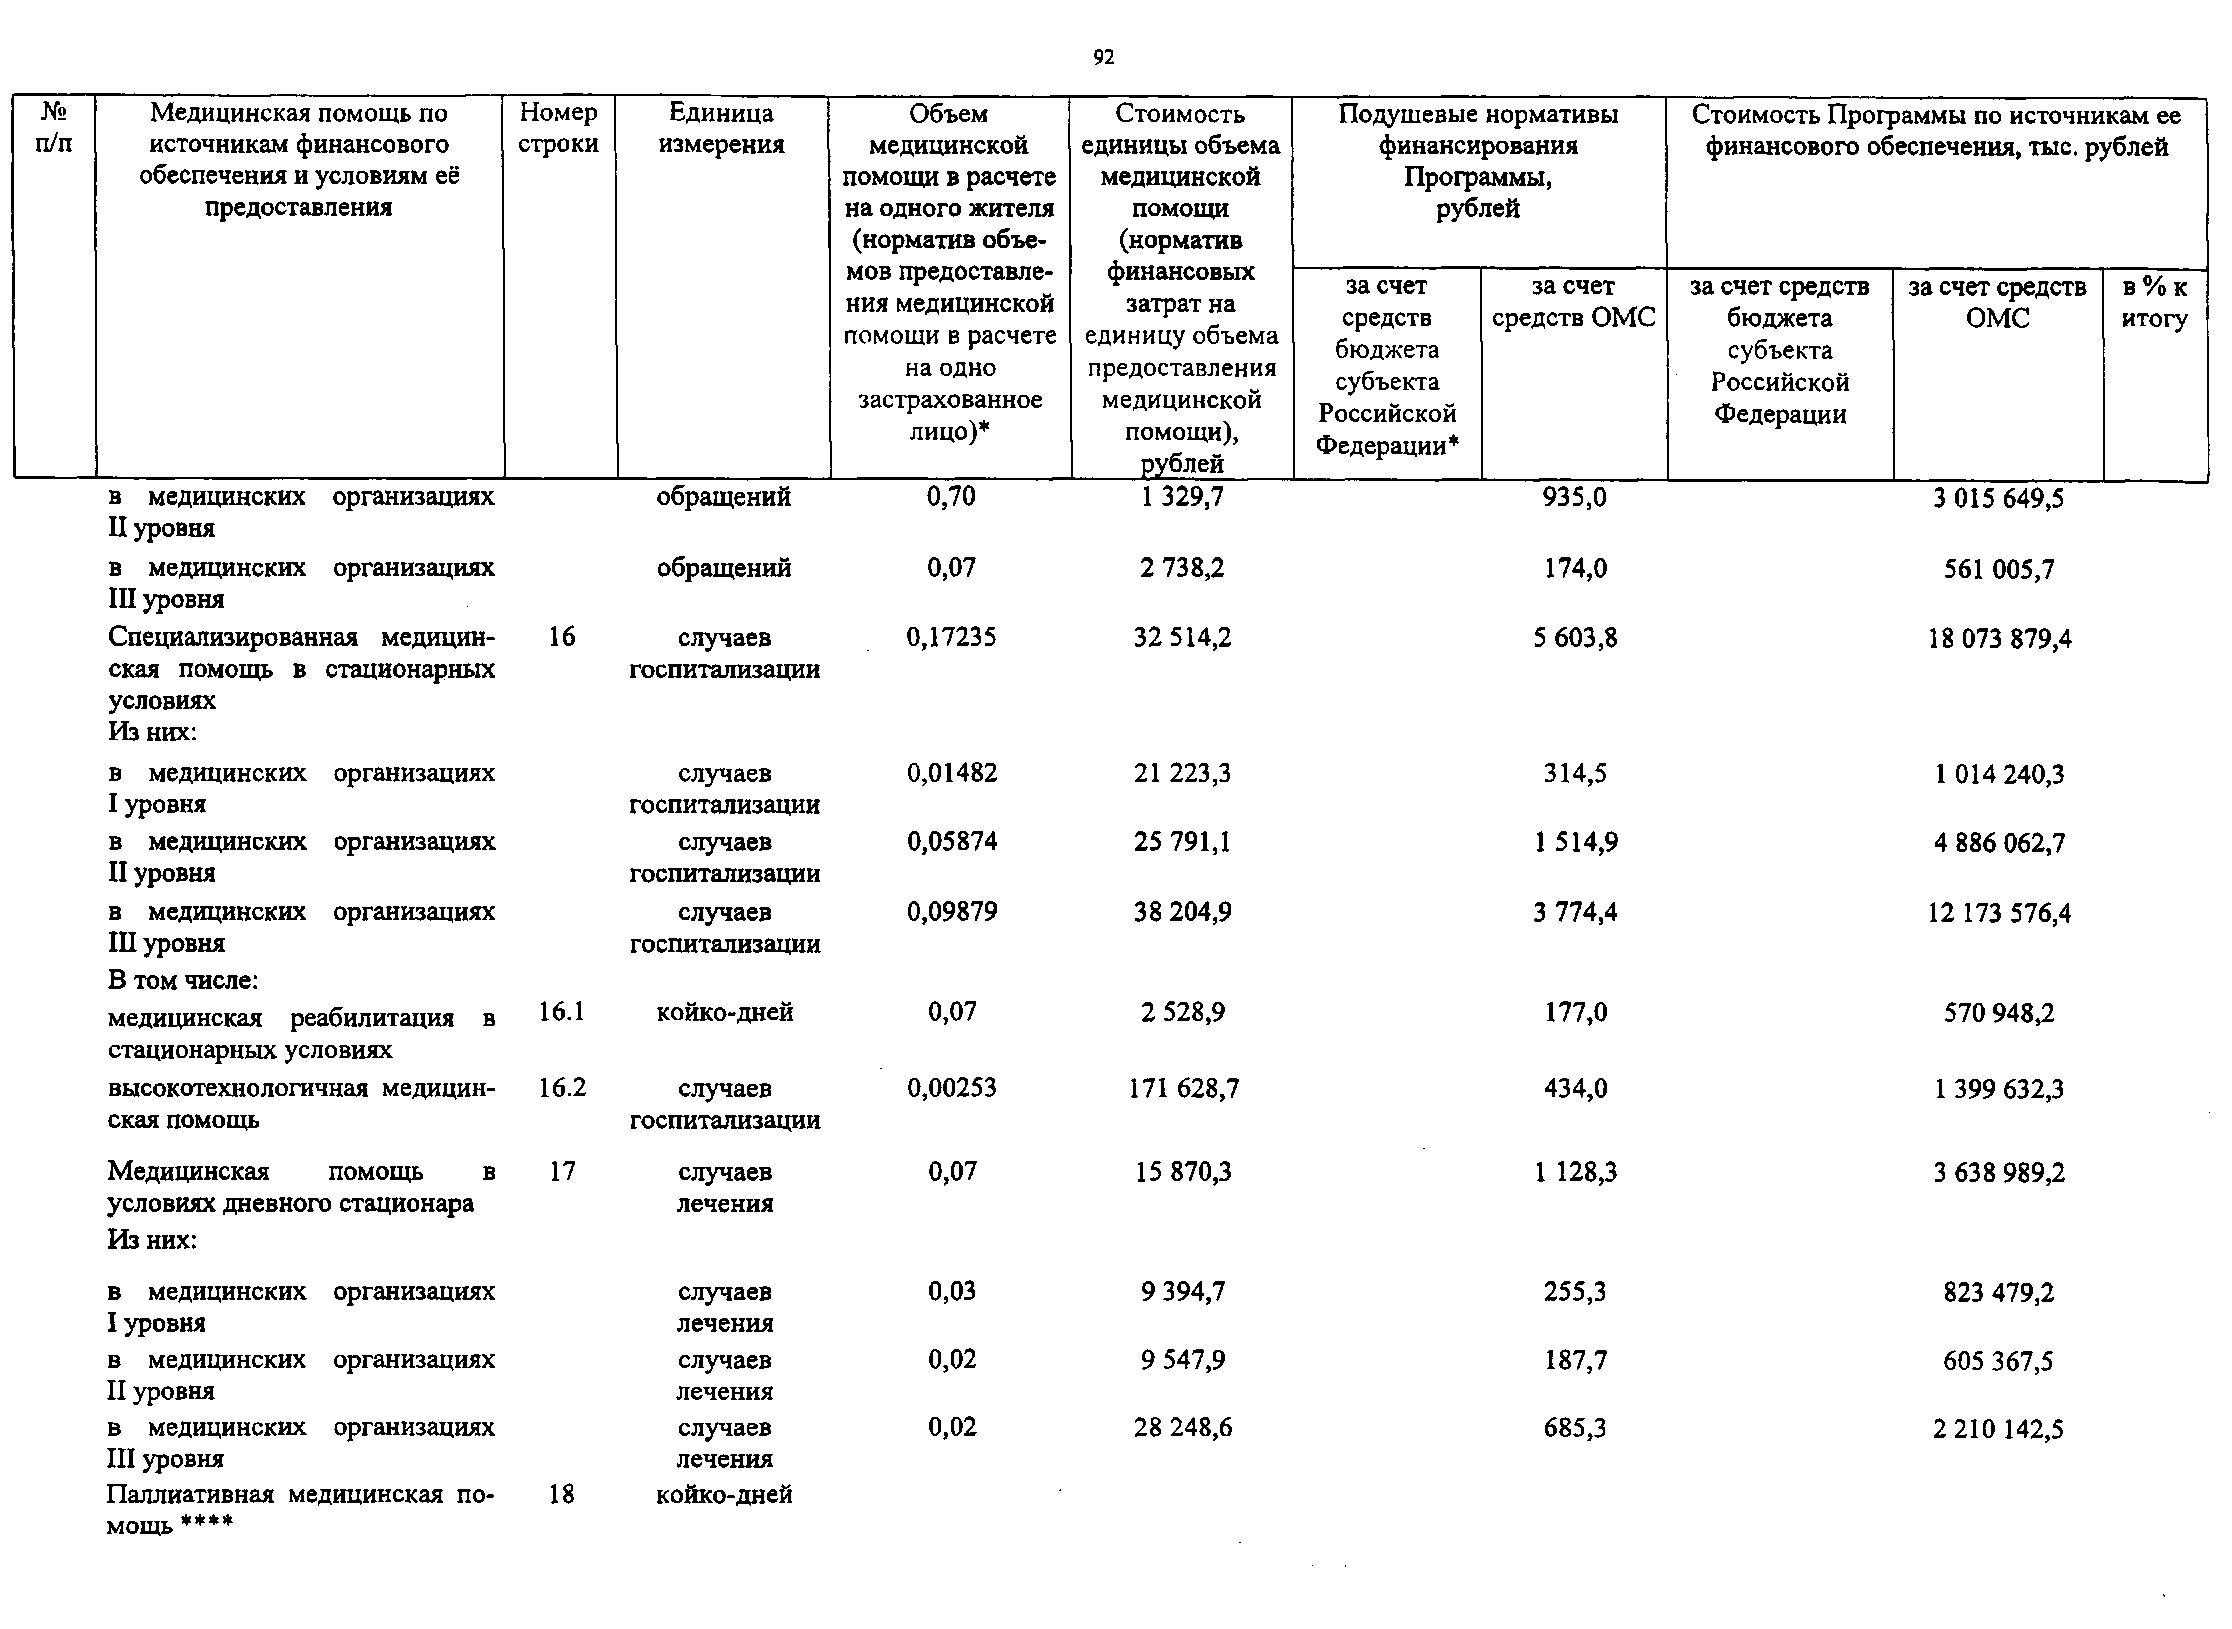 92
№ п/п
Медицинская помощь по источникам финансового обеспечения и условиям её предоставления
Номер строки
Единица измерения
Объем медицинской помощи в расчете на одного жителя (норматив объе- мов предоставле- ния медицинской помощи в расчете на одно застрахованное лицо)*
Стоимость единицы объема медицинской помощи (норматив финансовых затрат на единицу объема предоставления медицинской помощи), рублей
Подушевые нормативы финансирования Программы, рублей
Стоимость Программы по источникам ее финансового обеспечения, тыс. рублей
за счет средств бюджета субъекта Российской Федерации*
за счет средств ОМС
за счет средств бюджета субъекта Российской Федерации
за счет средств ОМС
в % к итогу
в медицинских организациях обращений 0,70 1 329,7 935,0 3 015 649,5
II уровня
в медицинских организациях обращений 0,07 2 738,2 174,0 561 005,7
III уровня
Специализированная медицин- 16 случаев 0,17235 32 514,2 5 603,8 18 073 879,4
ская помощь в стационарных госпитализации
условиях
Из них:
в медицинских организациях случаев 0,01482 21 223,3 314,5 1 014 240,3
I уровня госпитализации
в медицинских организациях случаев 0,05874 25 791,1 1 514,9 4 886 062,7
II уровня госпитализации
в медицинских организациях случаев 0,09879 38 204,9 3 774,4 12 173 576,4
III уровня госпитализации
В том числе:
медицинская реабилитация в 16.1 койко-дней 0,07 2 528,9 177,0 570 948,2
стационарных условиях
высокотехнологичная медицин- 16.2 случаев 0,00253 171 628,7 434,0 1 399 632,3
ская помощь госпитализации
Медицинская помощь в 17 случаев 0,07 15 870,3 1 128,3 3 638 989,2
условиях дневного стационара лечения
Из них:
в медицинских организациях случаев 0,03 9 394,7 255,3 823 479,2
I уровня лечения
в медицинских организациях случаев 0,02 9 547,9 187,7 605 367,5
II уровня лечения
в медицинских организациях случаев 0,02 28 248,6 685,3 2 210 142,5
III уровня лечения
Паллиативная медицинская по- 18 койко-дней
мощь ****